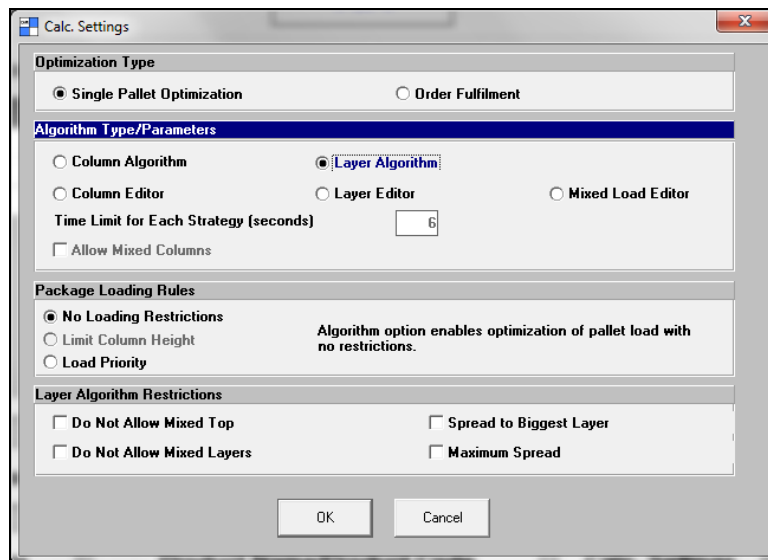 Calc. Settings
Optimization Type
Single Pallet Optimization Order Fulfilment
Algorithm Type/Parameters
Column Algorithm Layer Algorithm
Column Editor Layer Editor Mixed Load Editor
Time Limit for Each Strategy (seconds) 6
Allow Mixed Columns
Package Loading Rules
No Loading Restrictions
Limit Column Height
Load Priority
Algorithm option enables optimization of pallet load with
no restrictions.
Layer Algorithm Restrictions
Do Not Allow Mixed Top Spread to Biggest Layer
Do Not Allow Mixed Layers Maximum Spread
OK Cancel